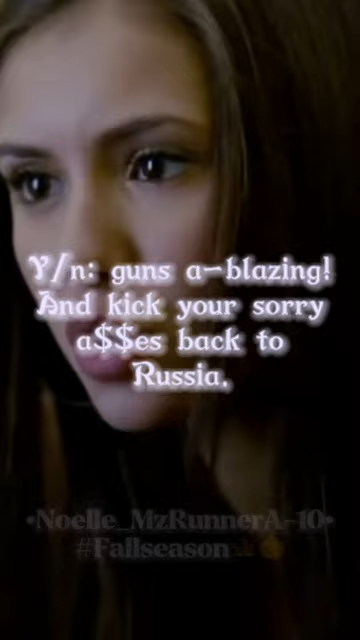 Y/n: guns a-blazing!
And kick your sorry
a$$es back to
Russia.
•Noelle_MzRunnerA-10•
#Fallseason